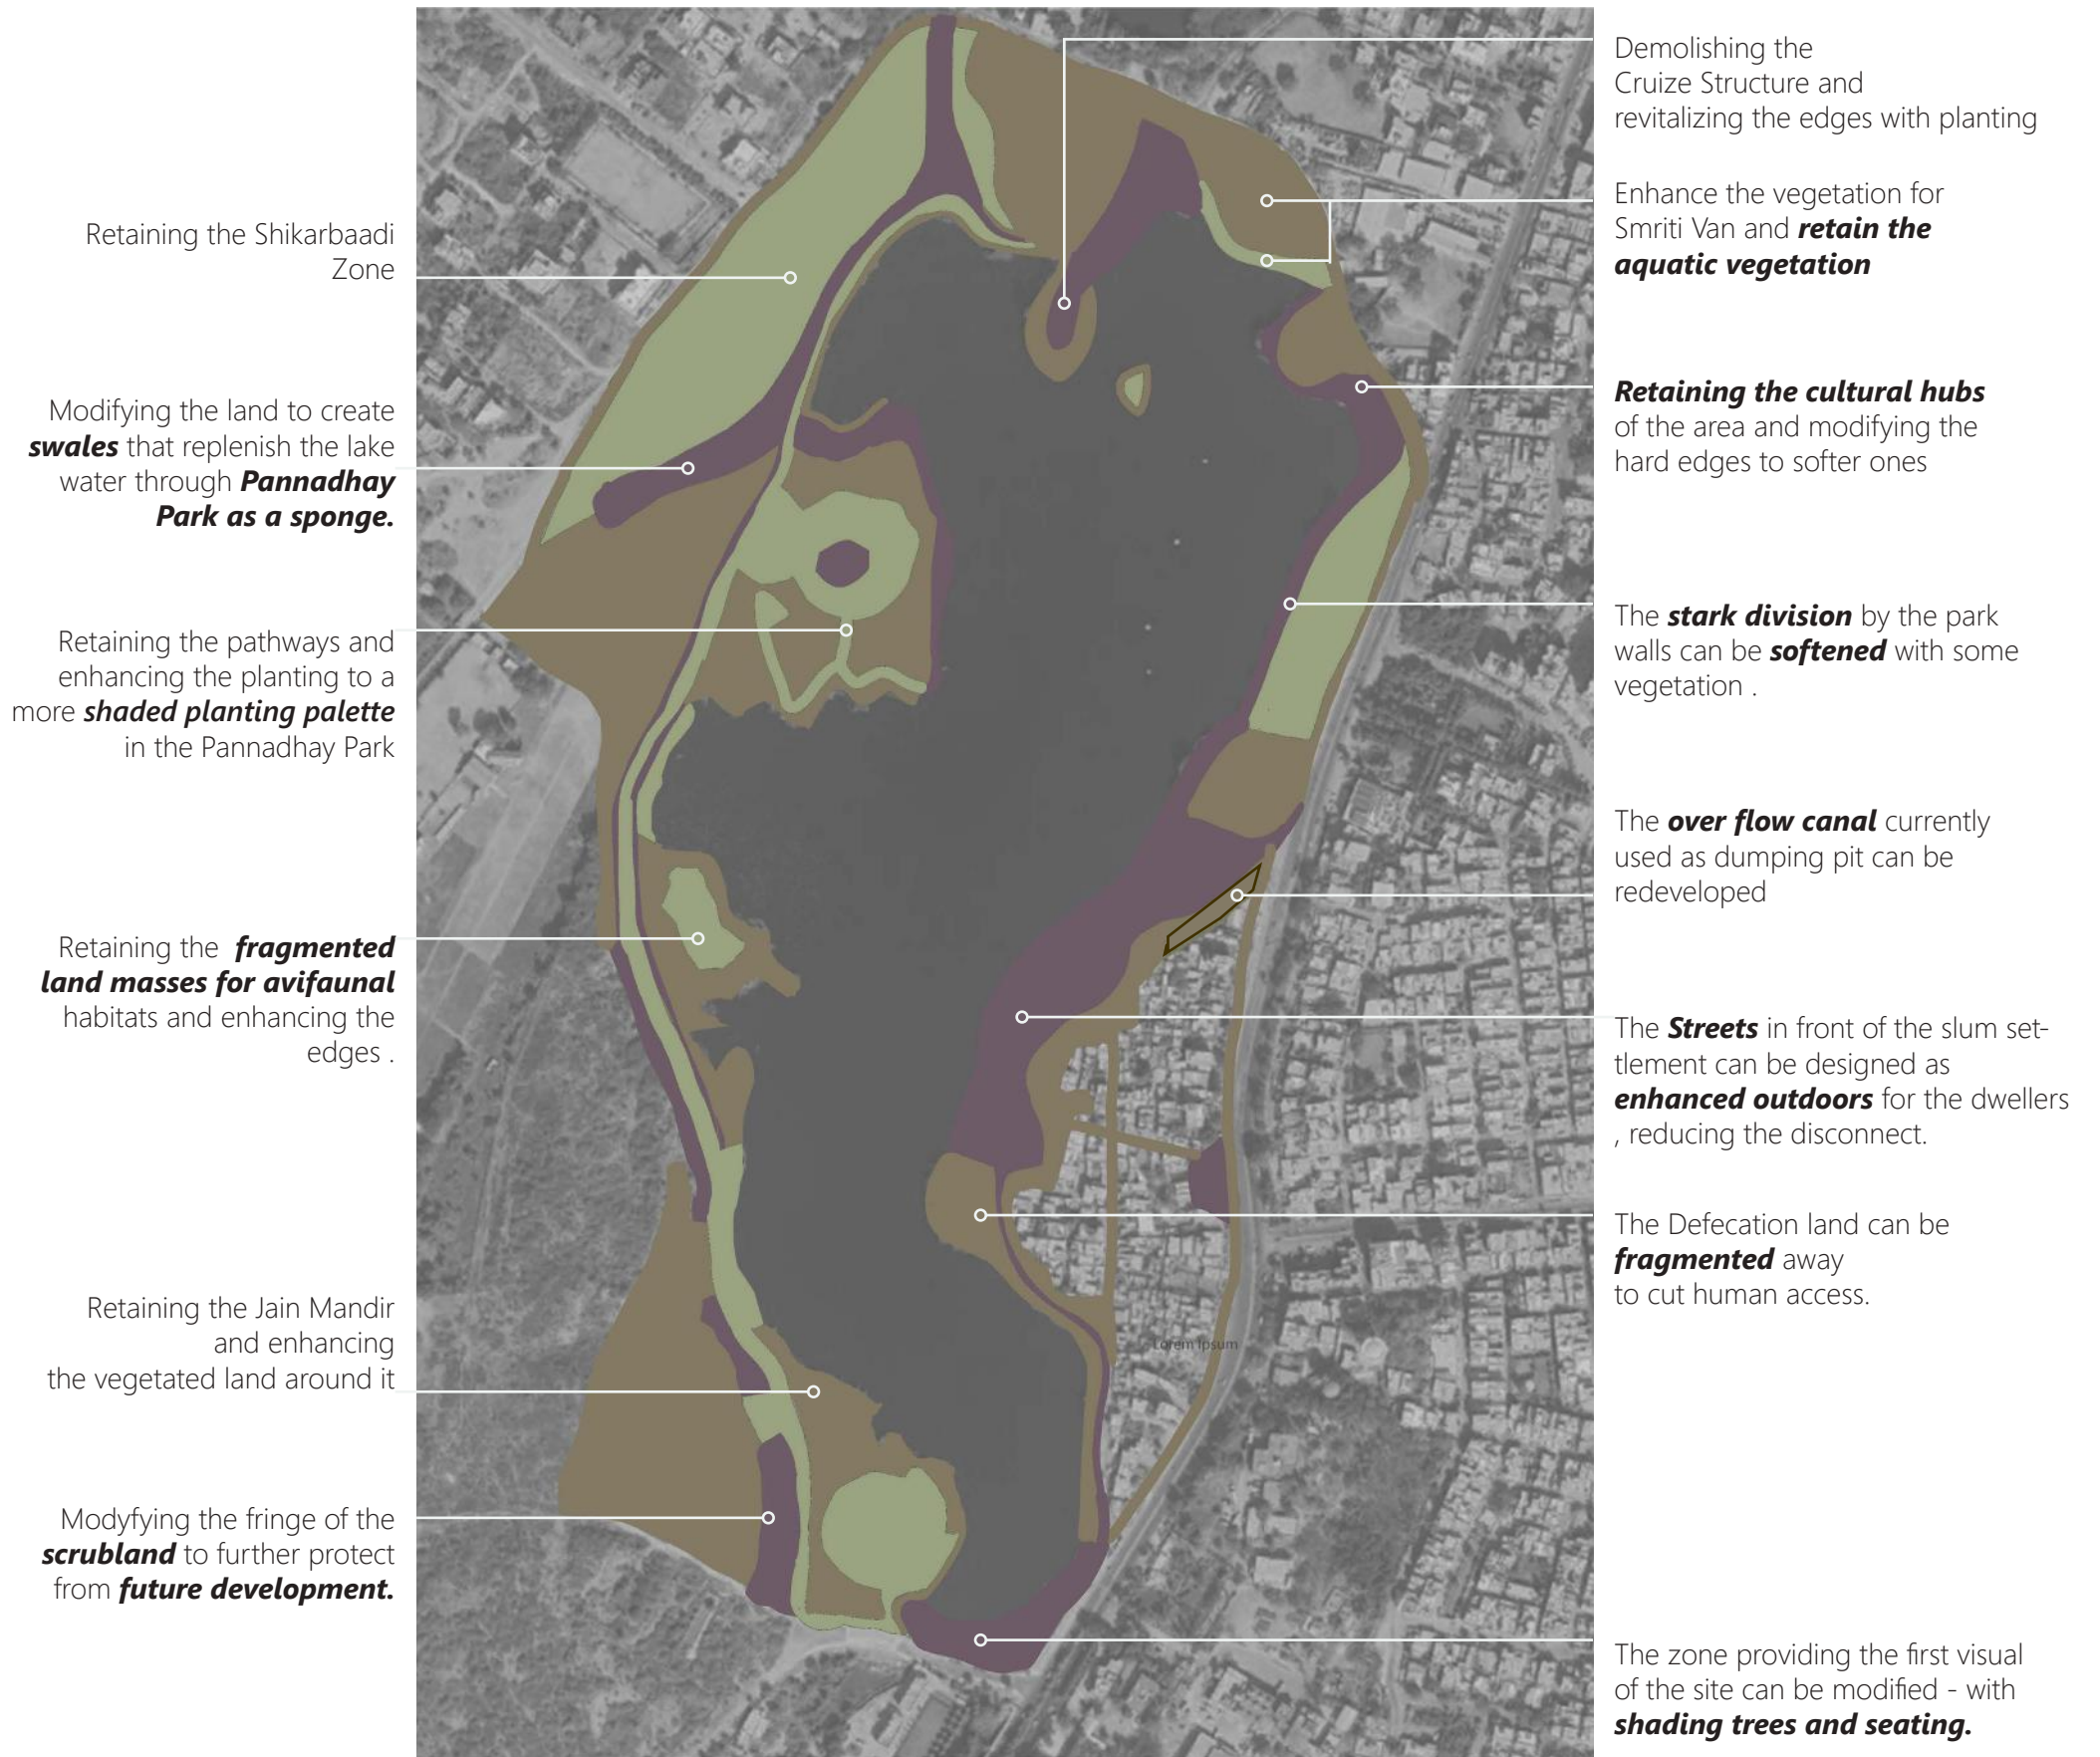 Retaining the Shikarbaadi
Zone
Modifying the land to create
swales that replenish the lake
water through Pannadhay
Park as a sponge.
Retaining the pathways and
enhancing the planting to a
more shaded planting palette
in the Pannadhay Park
Retaining the fragmented
land masses for avifaunal
habitats and enhancing the
edges .
Retaining the Jain Mandir
and enhancing
the vegetated land around it
Modyfying the fringe of the
scrubland to further protect
from future development.
Lorem Ipsum
Demolishing the
Cruize Structure and
revitalizing the edges with planting
Enhance the vegetation for
Smriti Van and retain the
aquatic vegetation
Retaining the cultural hubs
of the area and modifying the
hard edges to softer ones
The stark division by the park
walls can be softened with some
vegetation .
The over flow canal currently
used as dumping pit can be
redeveloped
The Streets in front of the slum set-
tlement can be designed as
enhanced outdoors for the dwellers
, reducing the disconnect.
The Defecation land can be
fragmented away
to cut human access.
The zone providing the first visual
of the site can be modified - with
shading trees and seating.